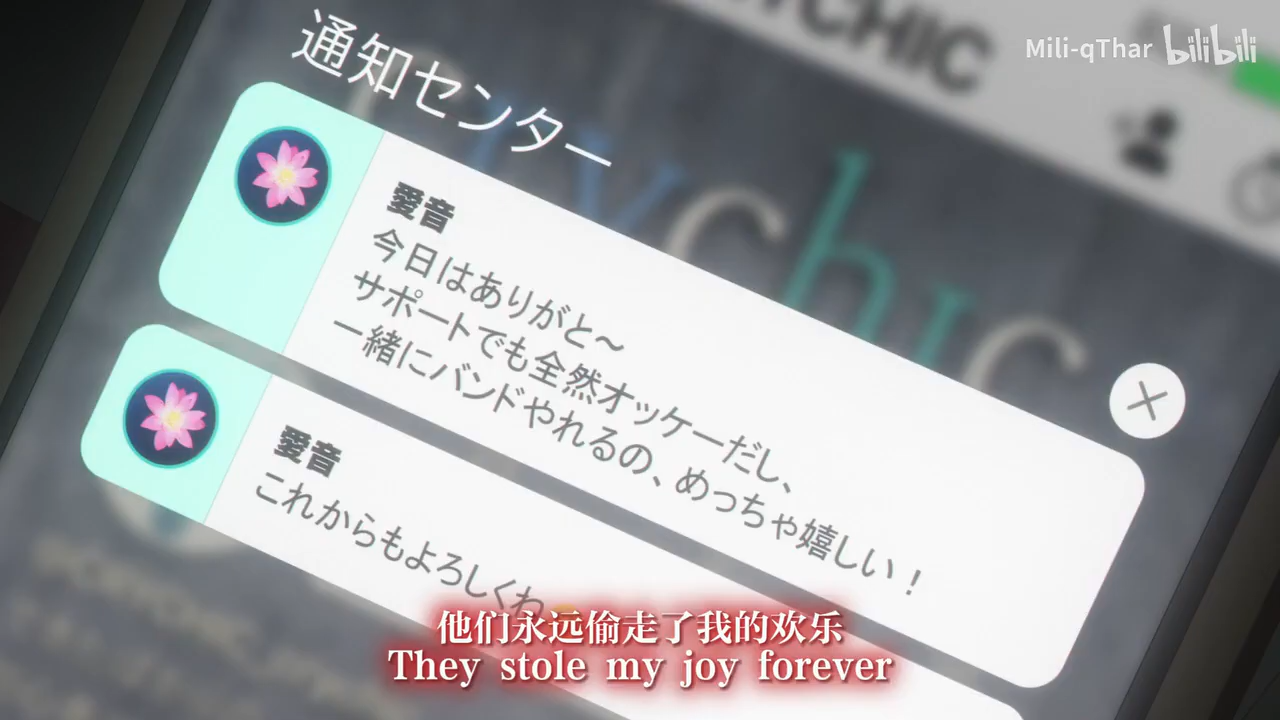 YCHIC
Mili-qThar bilibili
通知センター
ychic
愛音
今日はありがと～
サポートでも全然オッケーだし、
一緒にバンドやれるの、めっちゃ嬉しい！
愛音
これからもよろしくね
他们永远偷走了我的欢乐
They stole my joy forever